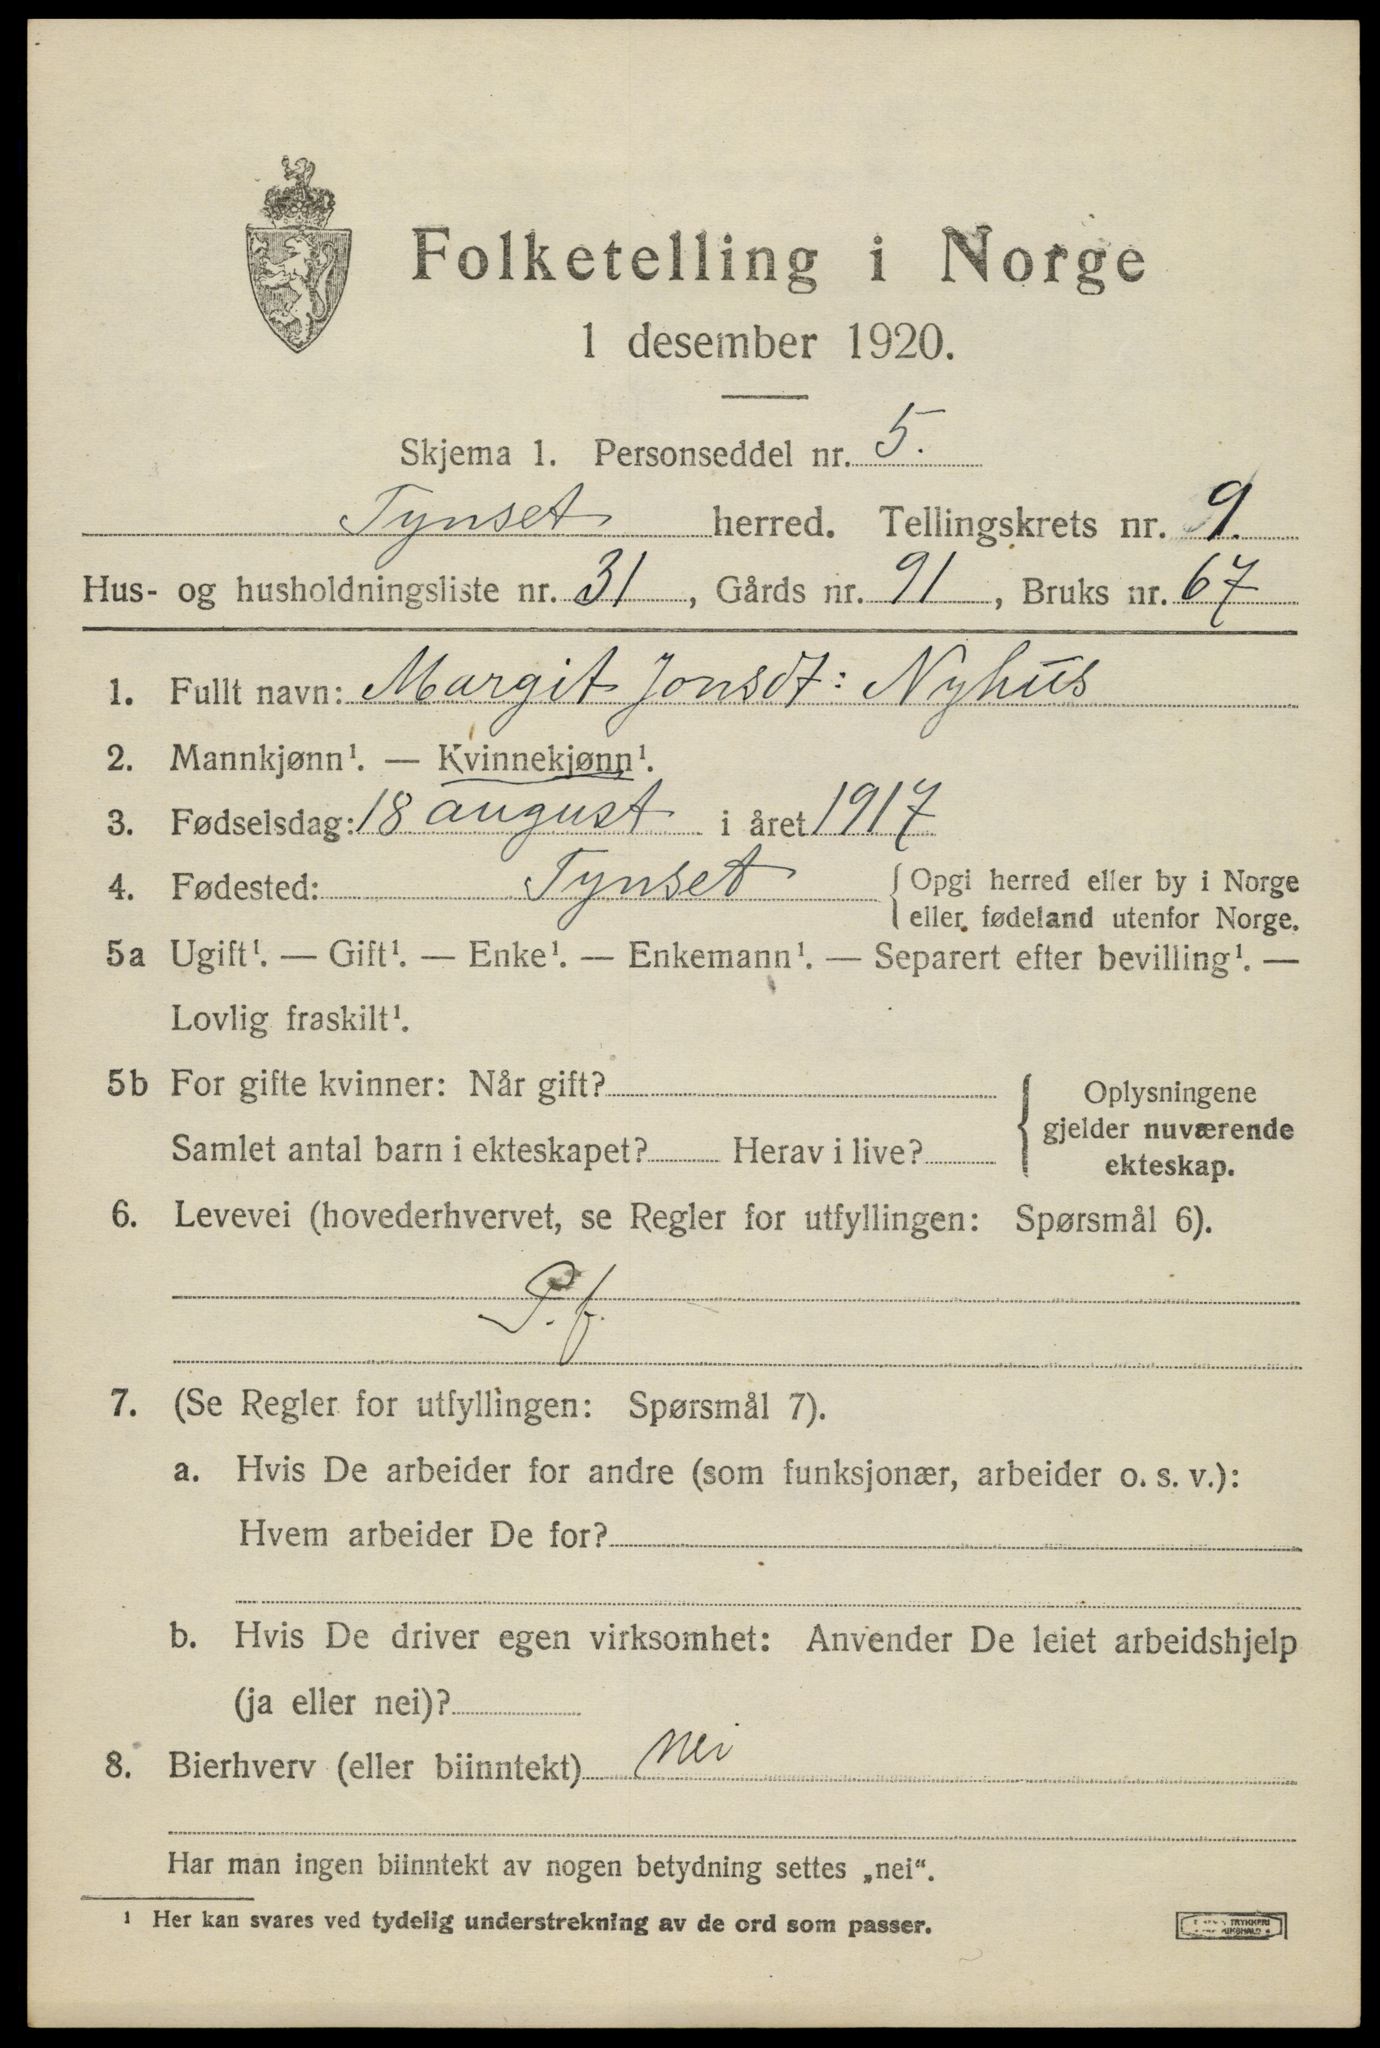 Folketelling i Norge
1 desember 1920.
Skjema 1. Personseddel nr. 5.
Tynset herred. Tellingskrets nr. 9.
Hus- og husholdningsliste nr. 31, Gårds nr. 91, Bruks nr. 67
1. Fullt navn: Margit Jonsdt: Nyhus
2. Mannkjønn¹. — Kvinnekjønn¹.
3. Fødselsdag: 18 august i året 1917
4. Fødested: Tynset { Opgi herred eller by i Norge
eller fødeland utenfor Norge.
5a Ugift¹. — Gift¹. — Enke¹. — Enkemann¹. — Separert efter bevilling¹. —
Lovlig fraskilt¹.
5b For gifte kvinner: Når gift?
Samlet antal barn i ekteskapet? Herav i live?
{ Oplysningene
gjelder nuværende
ekteskap.
6. Levevei (hovederhvervet, se Regler for utfyllingen: Spørsmål 6).
P. f.
7. (Se Regler for utfyllingen: Spørsmål 7).
a. Hvis De arbeider for andre (som funksjonær, arbeider o. s. v.):
Hvem arbeider De for?
b. Hvis De driver egen virksomhet: Anvender De leiet arbeidshjelp
(ja eller nei)?
8. Bierhverv (eller biinntekt) nei
Har man ingen biinntekt av nogen betydning settes „nei“.
¹ Her kan svares ved tydelig understrekning av de ord som passer.